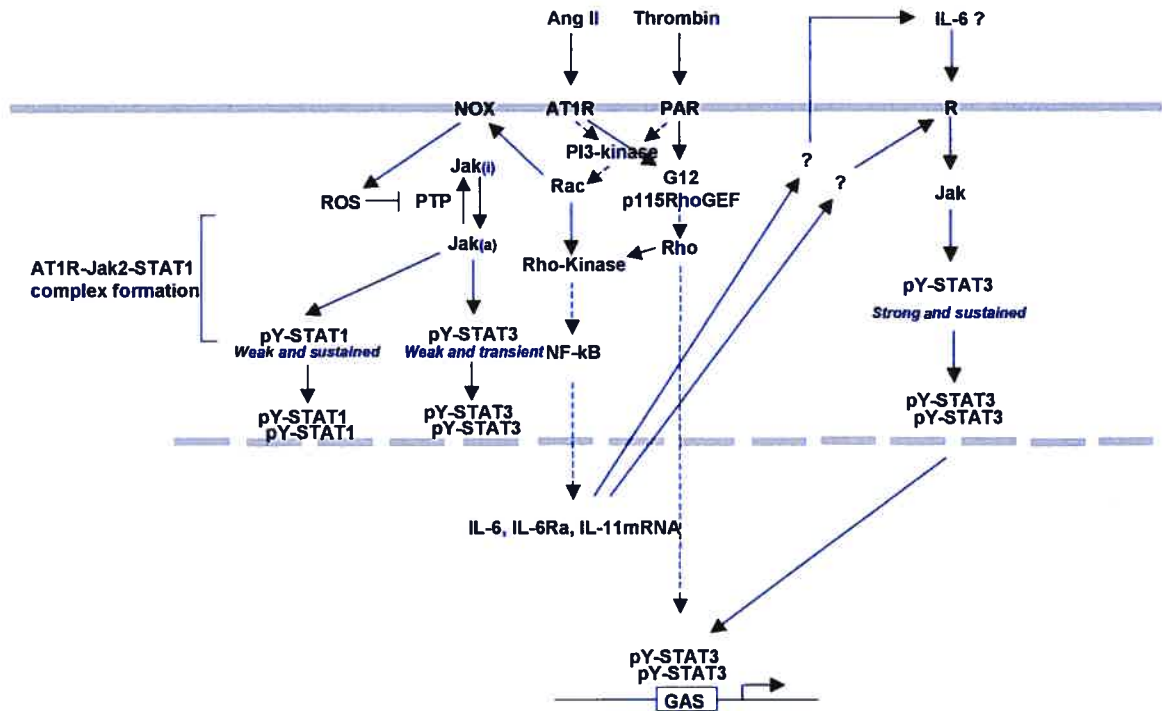 Ang II Thrombin IL-6 ?
NOX AT1R PAR R
PI3-kinase
Jak(i)
?
G12
?
ROS PTP Rac p115RhoGEF Jak
Jak(a) Rho
Rho-Kinase
AT1R-Jak2-STAT1
complex formation
pY-STAT3
Strong and sustained
pY-STAT1 pY-STAT3
Weak and sustained Weak and transient NF-kB
pY-STAT1 pY-STAT3 pY-STAT3
pY-STAT1 pY-STAT3 pY-STAT3
IL-6, IL-6Ra, IL-11mRNA
pY-STAT3
pY-STAT3
GAS